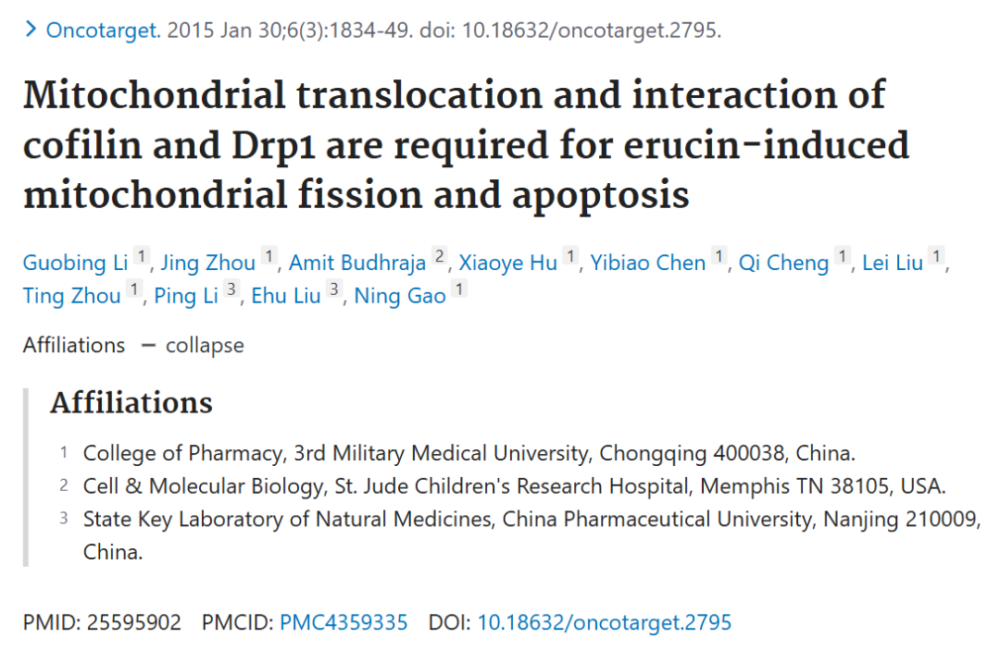 Oncotarget. 2015 Jan 30;6(3):1834-49. doi: 10.18632/oncotarget.2795.
Mitochondrial translocation and interaction of
cofilin and Drp1 are required for erucin-induced
mitochondrial fission and apoptosis
Guobing Li 1, Jing Zhou 1, Amit Budhraja 2, Xiaoye Hu 1, Yibiao Chen 1, Qi Cheng 1, Lei Liu 1,
Ting Zhou 1, Ping Li 3, Ehu Liu 3, Ning Gao 1
Affiliations — collapse
Affiliations
1 College of Pharmacy, 3rd Military Medical University, Chongqing 400038, China.
2 Cell & Molecular Biology, St. Jude Children's Research Hospital, Memphis TN 38105, USA.
3 State Key Laboratory of Natural Medicines, China Pharmaceutical University, Nanjing 210009,
China.
PMID: 25595902 PMCID: PMC4359335 DOI: 10.18632/oncotarget.2795